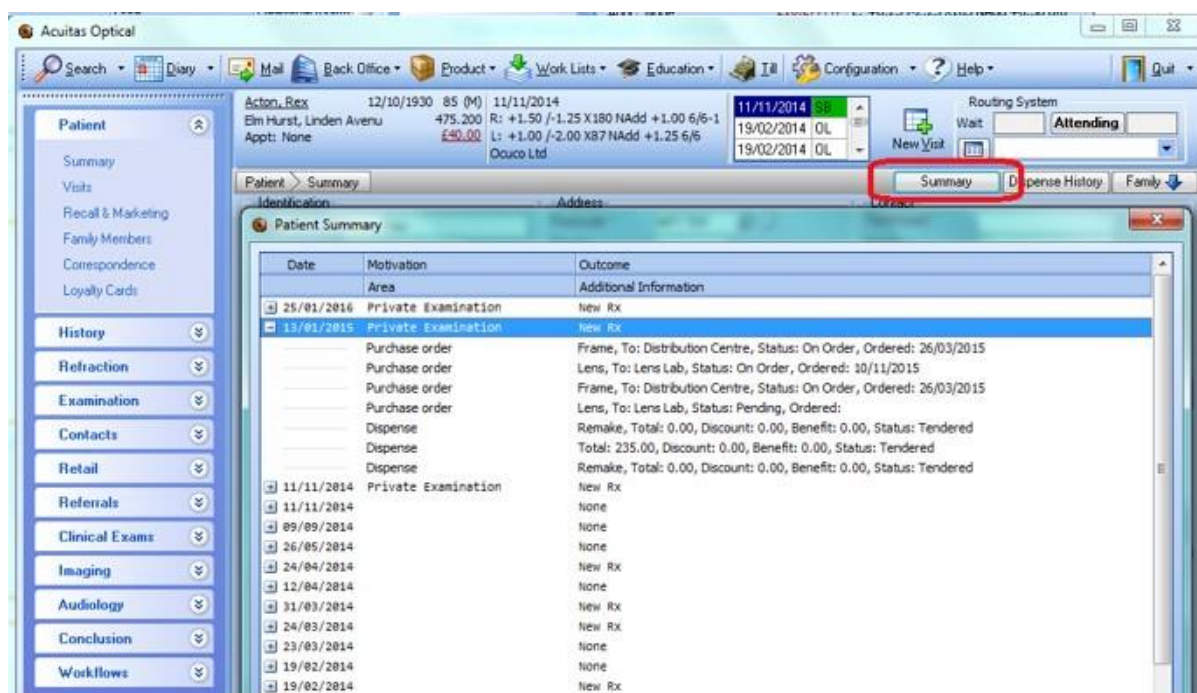 Acuitas Optical
Search Diary Mail Back Office Product Work Lists Education Till Configuration Help Quit
Patient
Summary
Visits
Recall & Marketing
Family Members
Correspondence
Loyalty Cards
History
Refraction
Examination
Contacts
Retail
Referrals
Clinical Exams
Imaging
Audiology
Conclusion
Workflows
Acton, Rex 12/10/1930 85 (M) 11/11/2014
Elm Hurst, Linden Avenu 475.200 R: +1.50 /-1.25 X180 NAdd +1.00 6/6-1
Appt: None £40.00 L: +1.00 /-2.00 X87 NAdd +1.25 6/6
Ocuco Ltd
11/11/2014 SB
19/02/2014 OL
19/02/2014 OL
New Visit
Routing System
Wait Attending
Patient Summary
Summary Dispense History Family
Identification Address Contact
Patient Summary
Date Motivation Outcome
Area Additional Information
25/01/2016 Private Examination New Rx
13/01/2015 Private Examination New Rx
Purchase order Frame, To: Distribution Centre, Status: On Order, Ordered: 26/03/2015
Purchase order Lens, To: Lens Lab, Status: On Order, Ordered: 10/11/2015
Purchase order Frame, To: Distribution Centre, Status: On Order, Ordered: 26/03/2015
Purchase order Lens, To: Lens Lab, Status: Pending, Ordered:
Dispense Remake, Total: 0.00, Discount: 0.00, Benefit: 0.00, Status: Tendered
Dispense Total: 235.00, Discount: 0.00, Benefit: 0.00, Status: Tendered
Dispense Remake, Total: 0.00, Discount: 0.00, Benefit: 0.00, Status: Tendered
11/11/2014 Private Examination New Rx
11/11/2014 None
09/09/2014 None
26/05/2014 None
24/04/2014 New Rx
12/04/2014 None
31/03/2014 New Rx
24/03/2014 New Rx
23/03/2014 None
19/02/2014 None
19/02/2014 New Rx